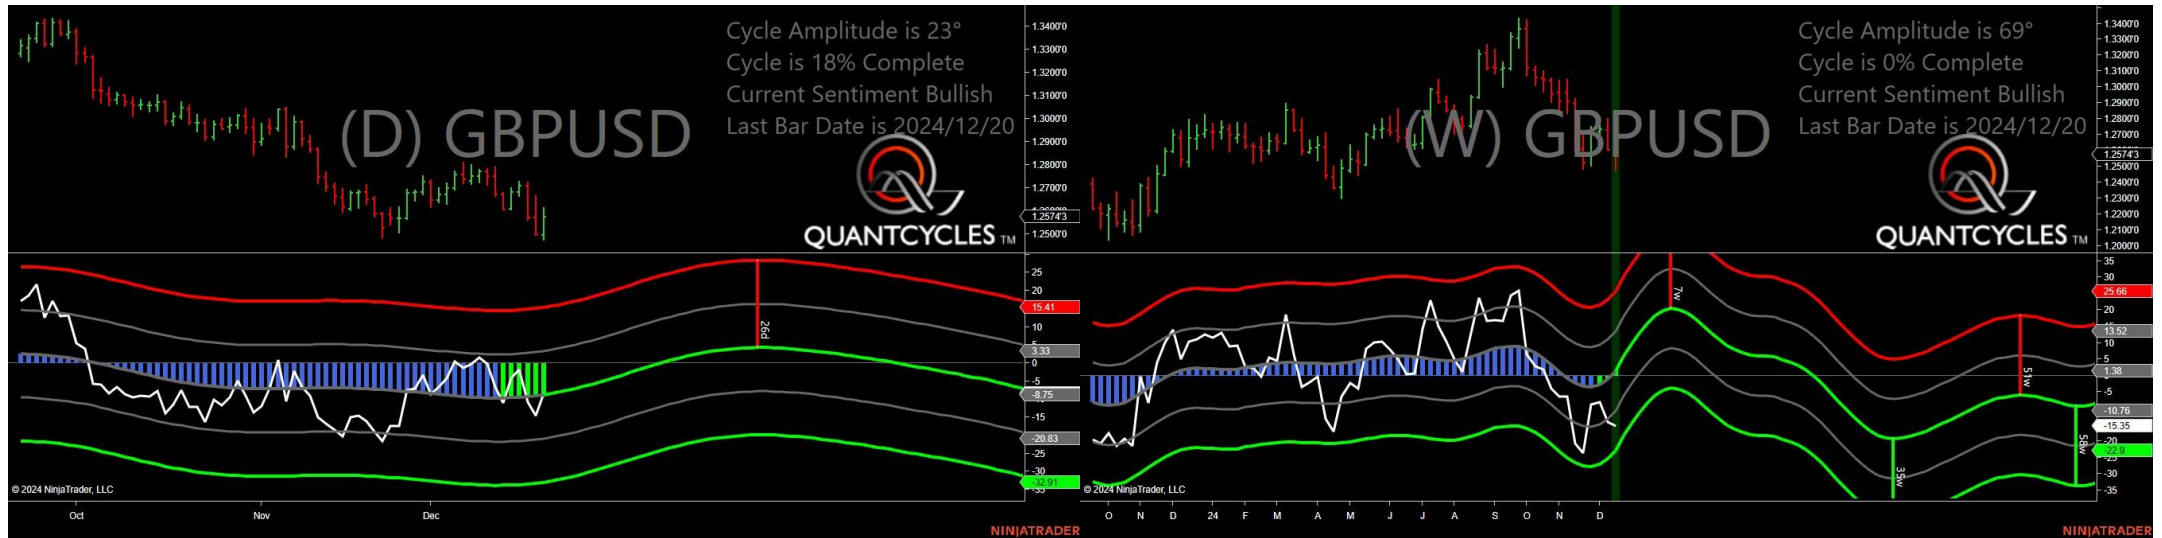 Cycle Amplitude is 23°
Cycle is 18% Complete
Current Sentiment Bullish
Last Bar Date is 2024/12/20
(D) GBPUSD
QUANTCYCLES TM
1.3400'0
1.3300'0
1.3200'0
1.3100'0
1.3000'0
1.2900'0
1.2800'0
1.2700'0
1.2574'3
1.2500'0
25
20
15.41
10
3.33
0
-5
-8.75
-15
-20.83
-25
-30
-32.91
26d
© 2024 NinjaTrader, LLC
Oct
Nov
Dec
NINJATRADER
Cycle Amplitude is 69°
Cycle is 0% Complete
Current Sentiment Bullish
Last Bar Date is 2024/12/20
(W) GBPUSD
QUANTCYCLES TM
1.3400'0
1.3300'0
1.3200'0
1.3100'0
1.3000'0
1.2900'0
1.2800'0
1.2700'0
1.2574'3
1.2500'0
1.2400'0
1.2300'0
1.2200'0
1.2100'0
1.2000'0
35
30
25.66
20
13.52
10
5
1.38
-5
-10.76
-15.35
-20
-22.9
-30
-35
7w
35w
51w
58w
© 2024 NinjaTrader, LLC
O N D 24 F M A M J J A S O N D
NINJATRADER